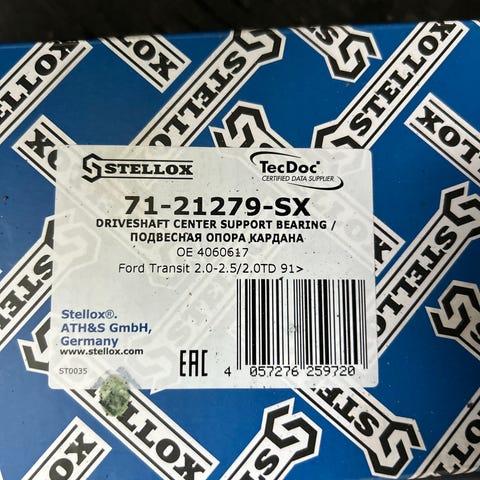 STELLOX
STELLOX
STELLOX
TecDoc®
CERTIFIED DATA SUPPLIER
71-21279-SX
DRIVESHAFT CENTER SUPPORT BEARING /
ПОДВЕСНАЯ ОПОРА КАРДАНА
OE 4060617
Ford Transit 2.0-2.5/2.0TD 91>
Stellox®.
ATH&S GmbH,
Germany
www.stellox.com
ST0035
EAC
4 057276 259720
STELLOX
STELLOX